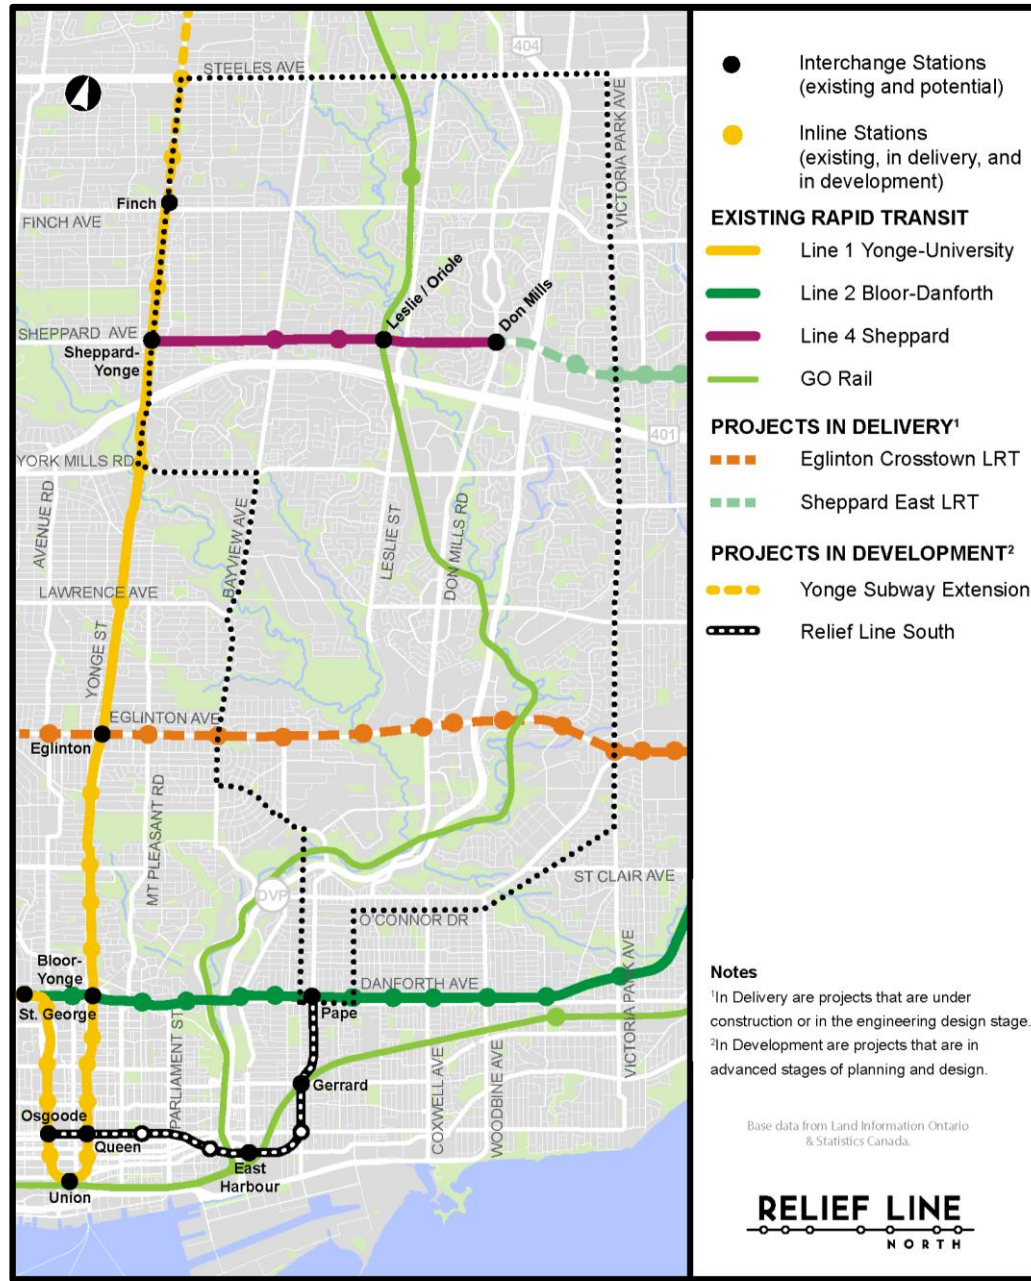 404
STEELES AVE
VICTORIA PARK AVE
Finch
FINCH AVE
Leslie / Oriole
Don Mills
SHEPPARD AVE
Sheppard-
Yonge
401
YORK MILLS RD
AVENUE RD
BAYVIEW AVE
LESLIE ST
DON MILLS RD
LAWRENCE AVE
YONGE ST
EGLINTON AVE
Eglinton
MT PLEASANT RD
ST CLAIR AVE
DVP
O'CONNOR DR
Bloor-
Yonge
DANFORTH AVE
St. George
Pape
PARLIAMENT ST
VICTORIA PARK AVE
Gerrard
COXWELL AVE
WOODBINE AVE
Osgoode
Queen
East
Harbour
Union
Interchange Stations
(existing and potential)
Inline Stations
(existing, in delivery, and
in development)
EXISTING RAPID TRANSIT
Line 1 Yonge-University
Line 2 Bloor-Danforth
Line 4 Sheppard
GO Rail
PROJECTS IN DELIVERY¹
Eglinton Crosstown LRT
Sheppard East LRT
PROJECTS IN DEVELOPMENT²
Yonge Subway Extension
Relief Line South
Notes
¹In Delivery are projects that are under
construction or in the engineering design stage.
²In Development are projects that are in
advanced stages of planning and design.
Base data from Land Information Ontario
& Statistics Canada.
RELIEF LINE
NORTH